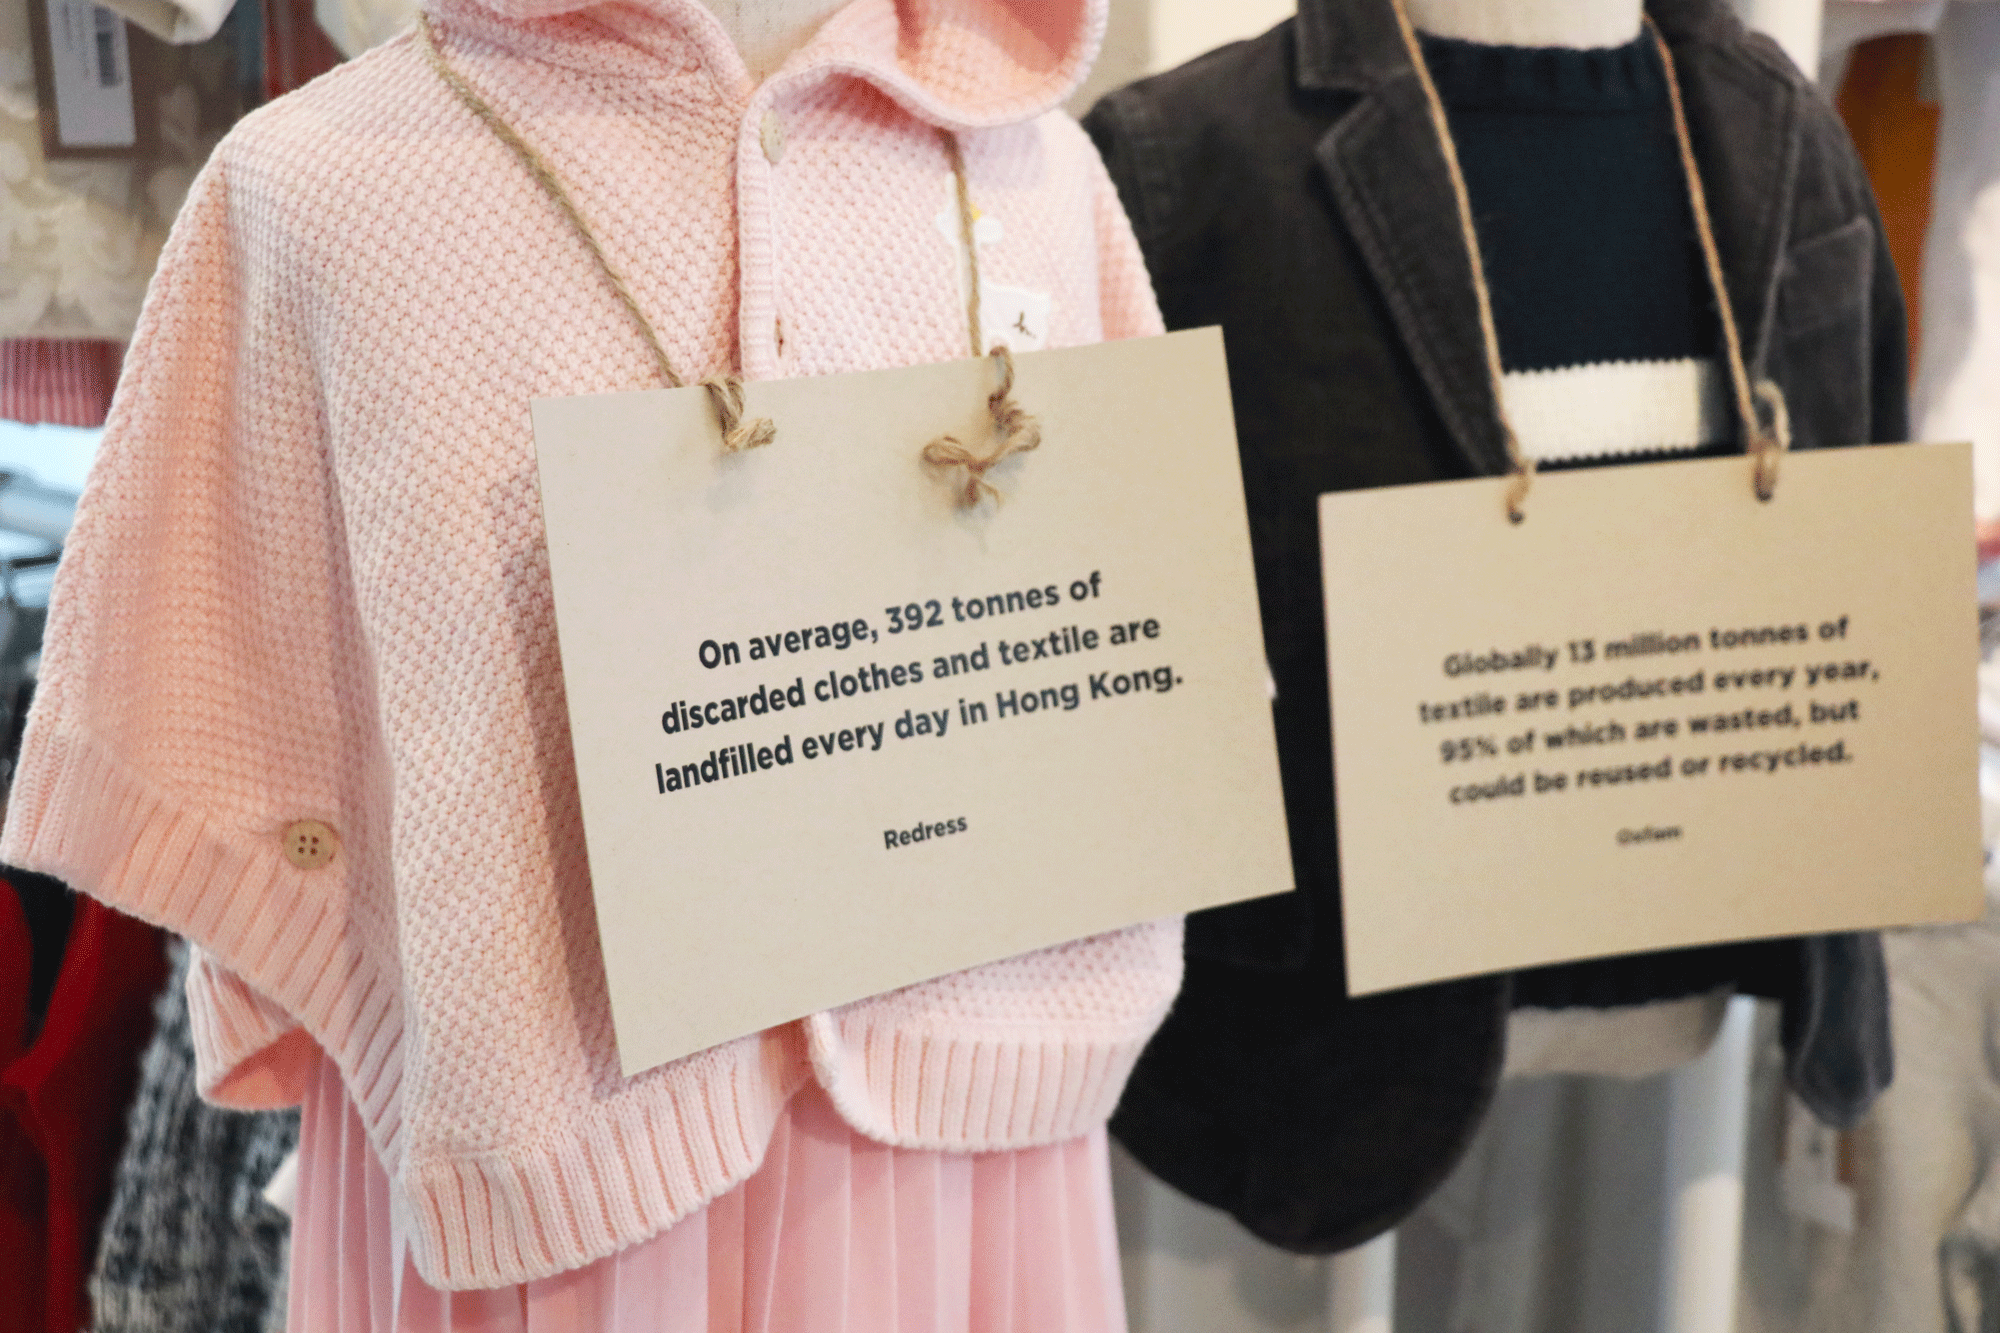 On average, 392 tonnes of
discarded clothes and textile are
landfilled every day in Hong Kong.
Redress
Globally 13 million tonnes of
textile are produced every year,
95% of which are wasted, but
could be reused or recycled.
Oxfam